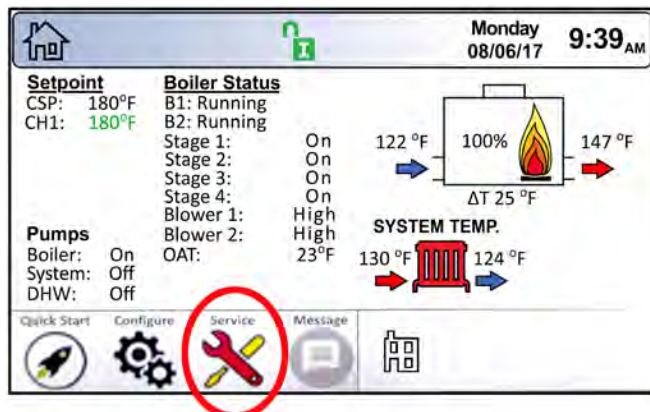 Monday
08/06/17
9:39 AM
I
Setpoint
CSP: 180°F
CH1: 180°F
Boiler Status
B1: Running
B2: Running
Stage 1: On
Stage 2: On
Stage 3: On
Stage 4: On
Blower 1: High
Blower 2: High
OAT: 23°F
Pumps
Boiler: On
System: Off
DHW: Off
122 °F
100%
147 °F
ΔT 25 °F
SYSTEM TEMP.
130 °F
124 °F
Quick Start
Configure
Service
Message